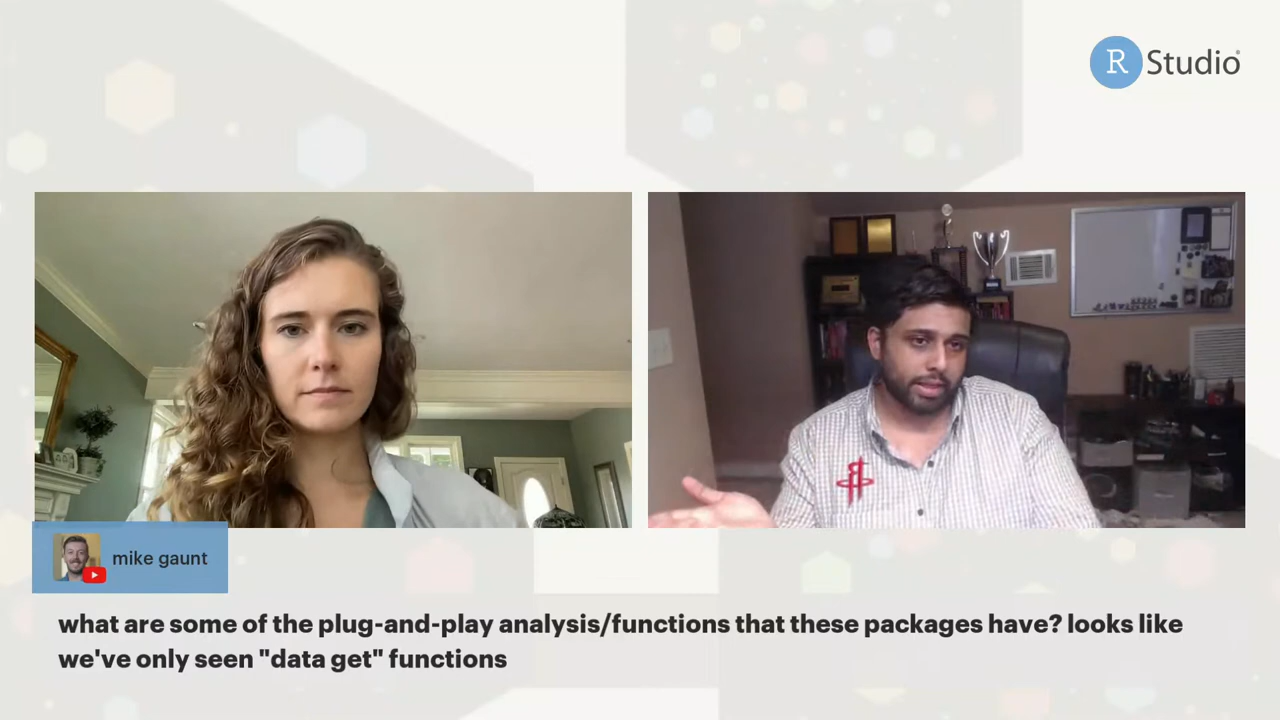 R Studio
mike gaunt
what are some of the plug-and-play analysis/functions that these packages have? looks like
we've only seen "data get" functions